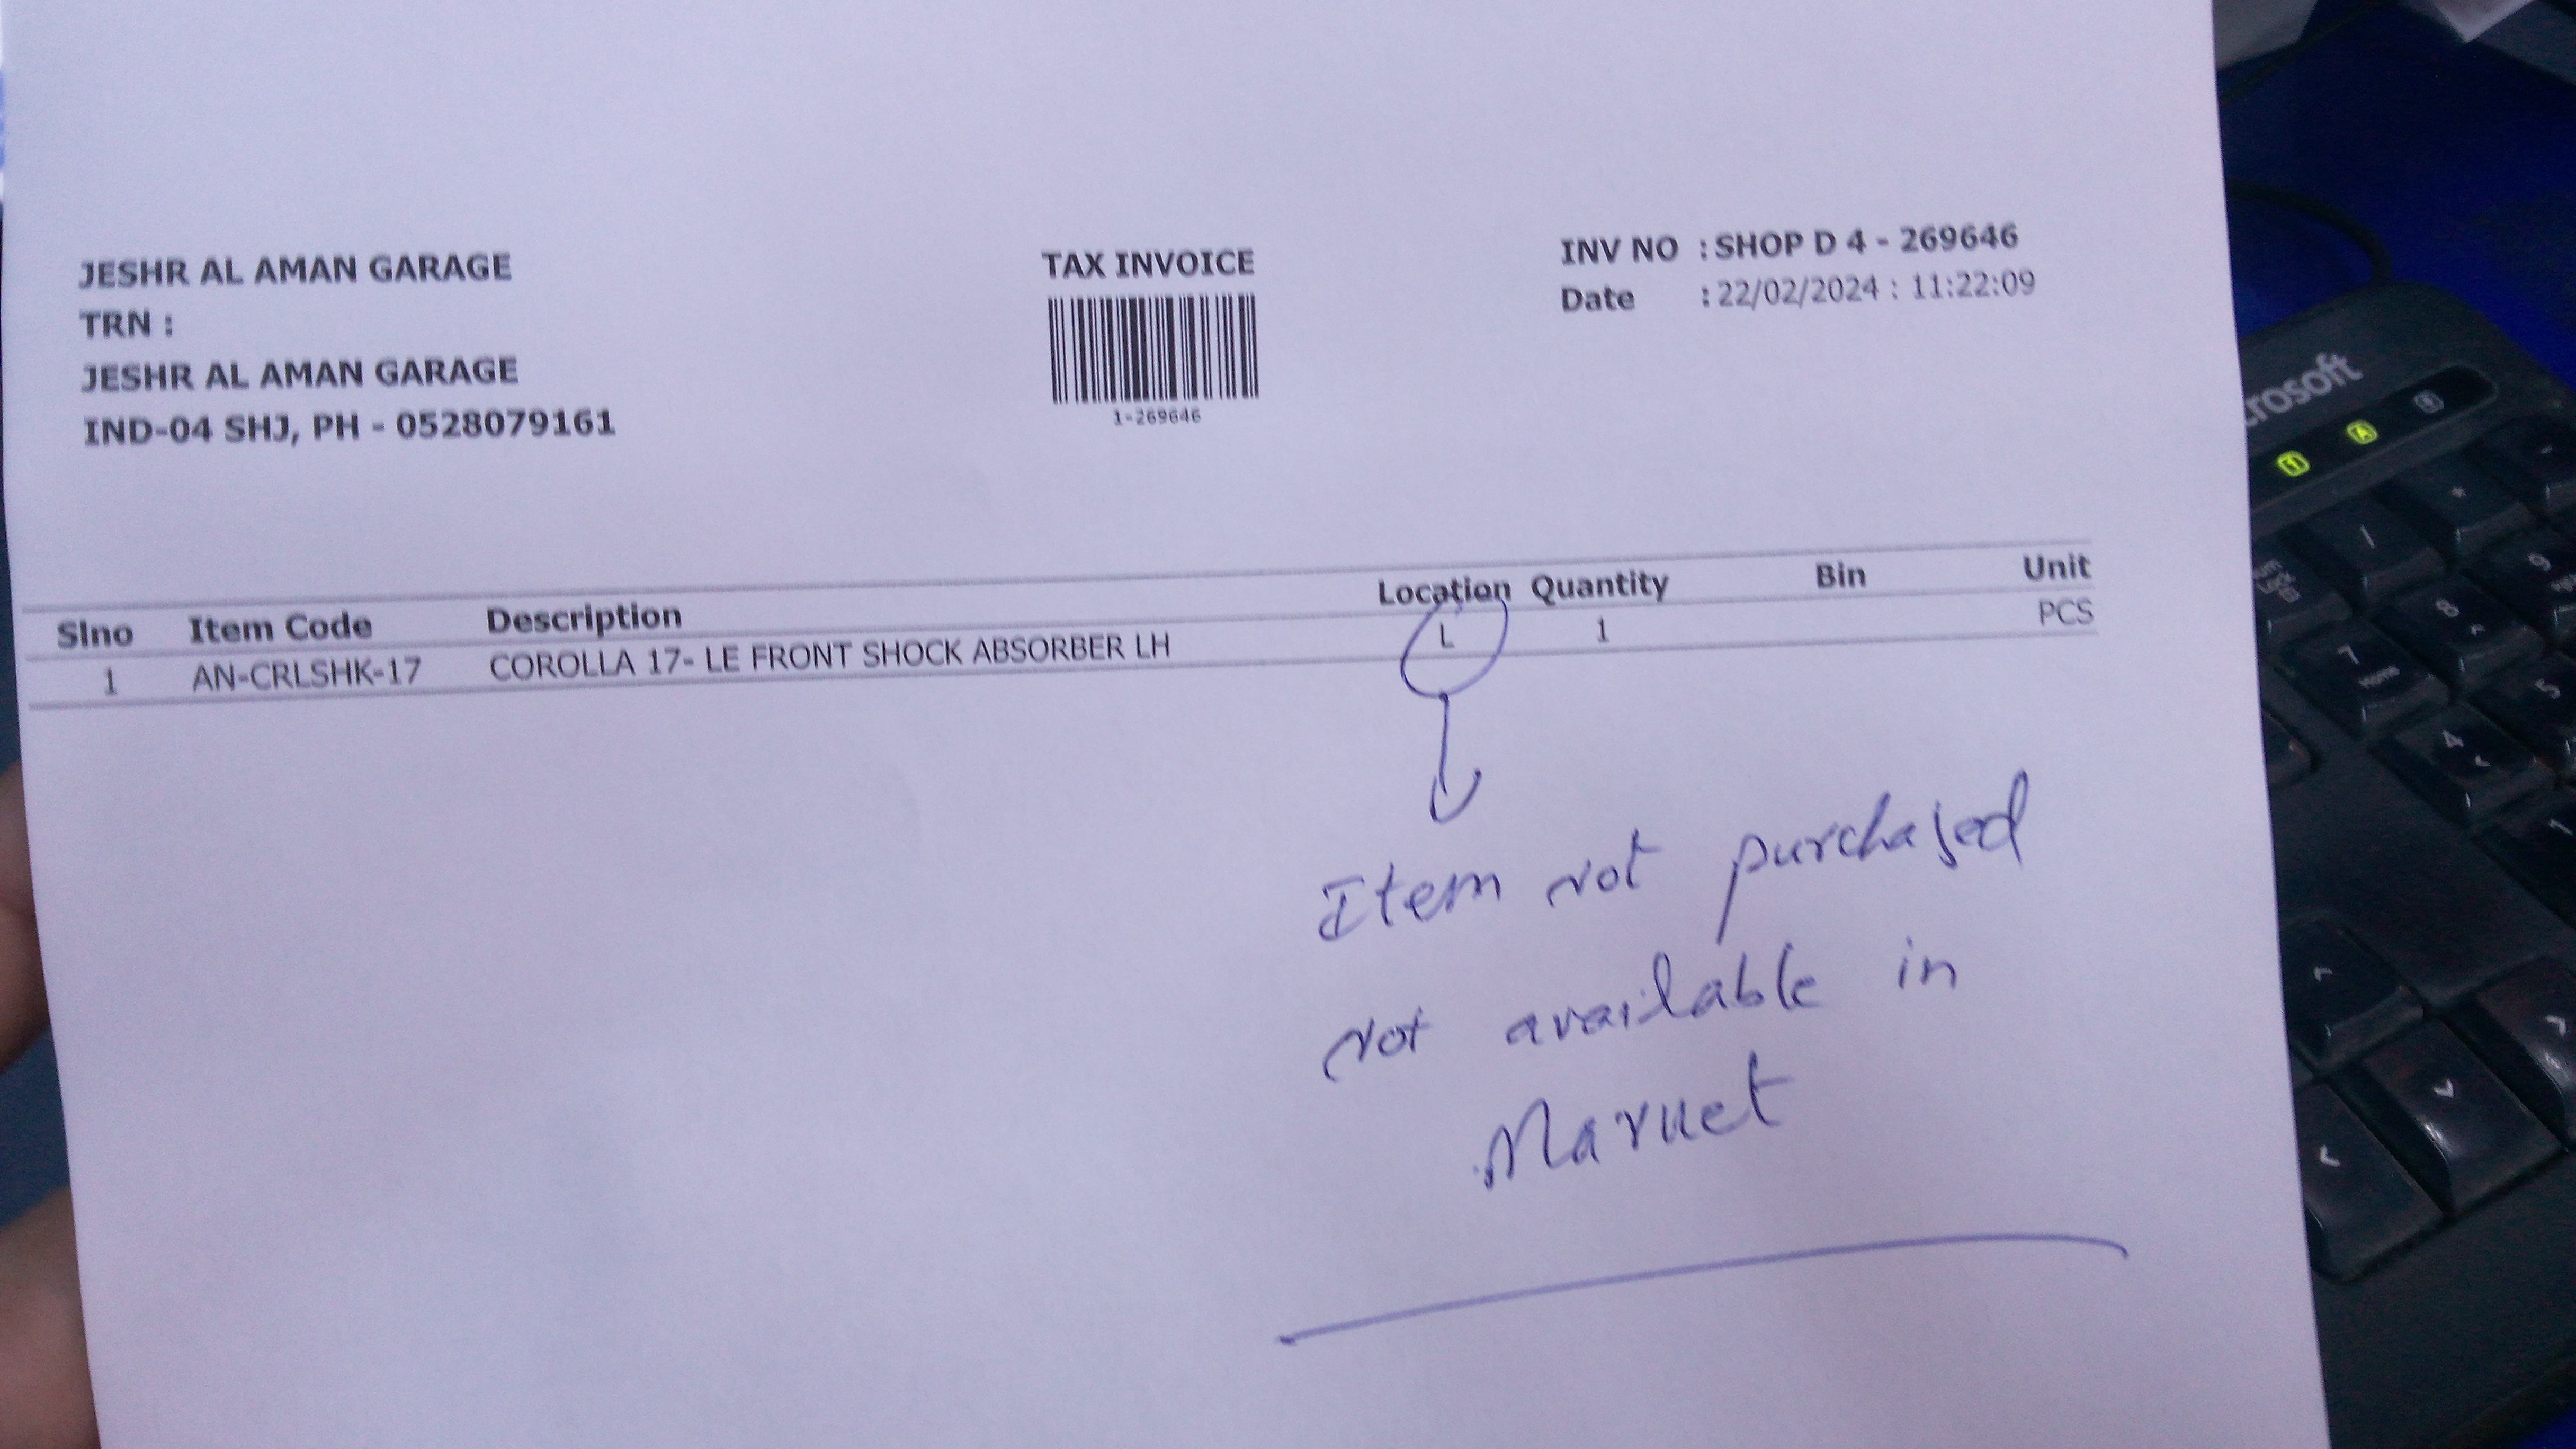 JESHR AL AMAN GARAGE
TRN :
JESHR AL AMAN GARAGE
IND-04 SHJ, PH - 0528079161
TAX INVOICE
1-269646
INV NO : SHOP D 4 - 269646
Date : 22/02/2024 : 11:22:09
Slno Item Code Description Location Quantity Bin Unit
1 AN-CRLSHK-17 COROLLA 17- LE FRONT SHOCK ABSORBER LH L 1 PCS
Item not purchased
Not available in
Market
rosoft